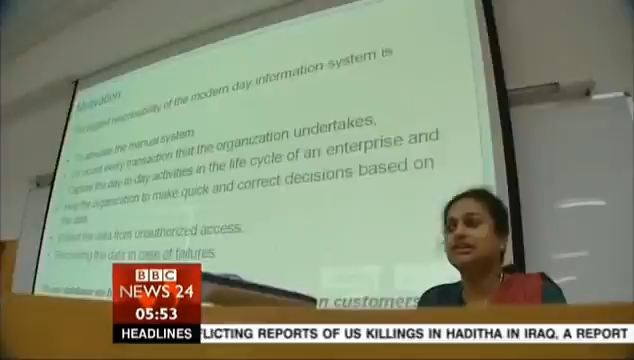 Motivation
responsibility of the modern day information system is
To simulate the manual system
To record every transaction that the organization undertakes,
Capture the day to day activities in the life cycle of an enterprise and
Help the organization to make quick and correct decisions based on
the data
the data from unauthorized access.
Recovering the data in case of failures.
customers
BBC
NEWS 24
05:53
HEADLINES
FLICTING REPORTS OF US KILLINGS IN HADITHA IN IRAQ, A REPORT